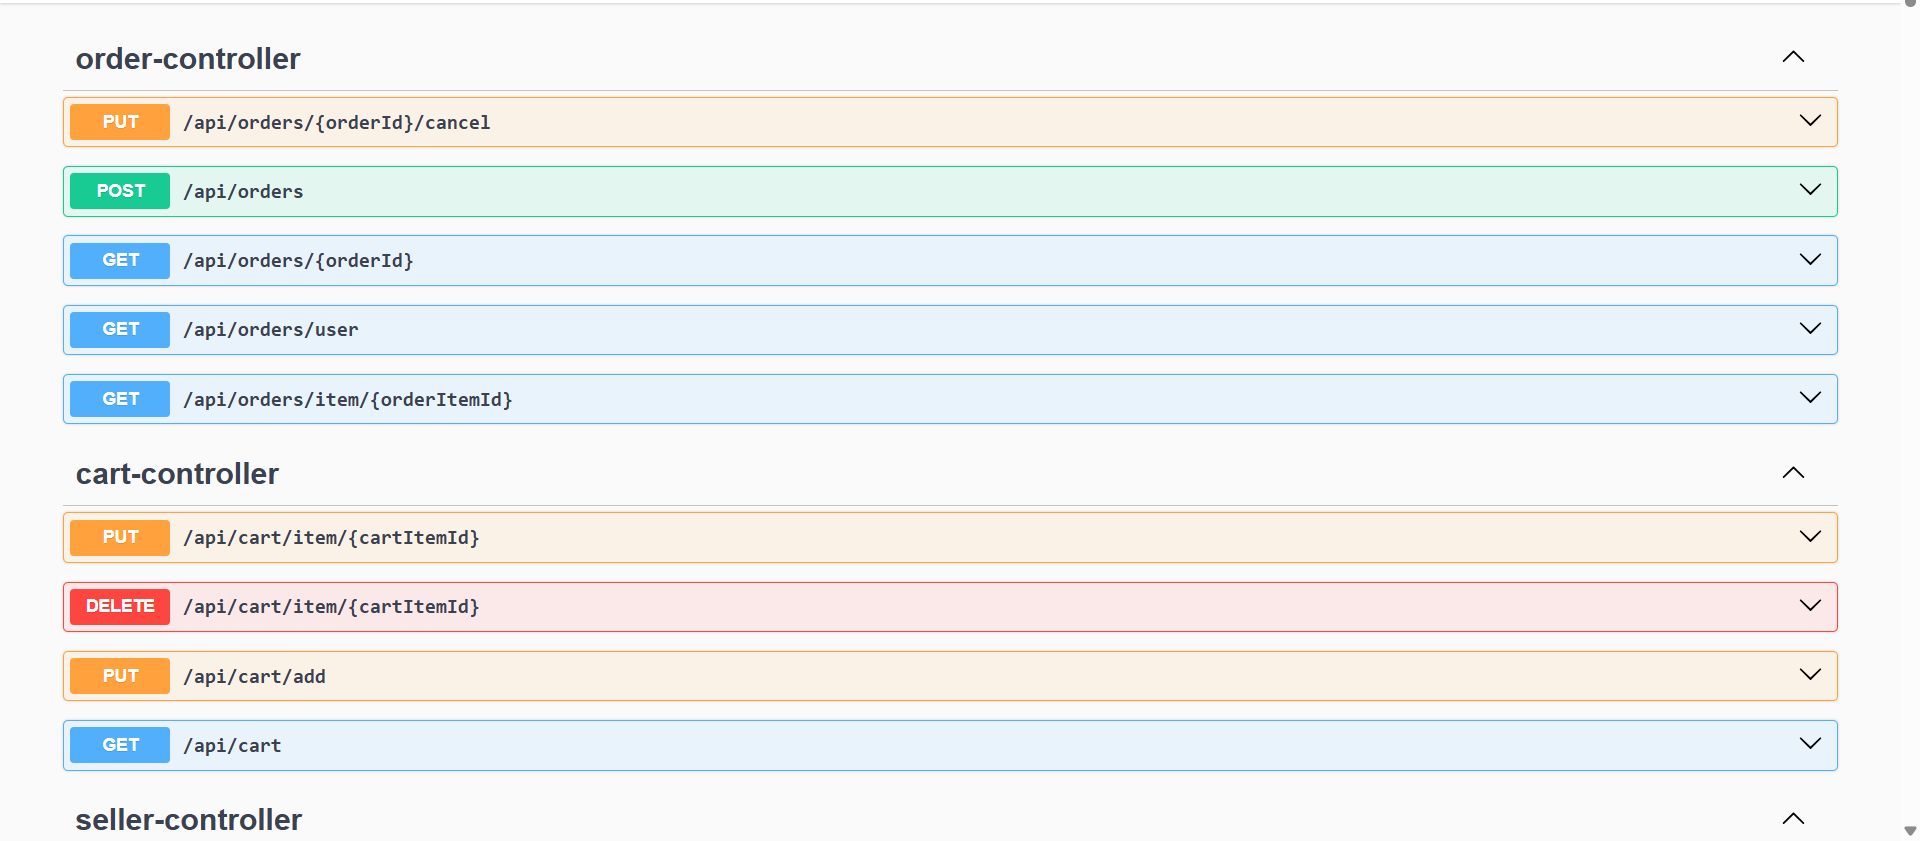 order-controller
PUT /api/orders/{orderId}/cancel
POST /api/orders
GET /api/orders/{orderId}
GET /api/orders/user
GET /api/orders/item/{orderItemId}
cart-controller
PUT /api/cart/item/{cartItemId}
DELETE /api/cart/item/{cartItemId}
PUT /api/cart/add
GET /api/cart
seller-controller